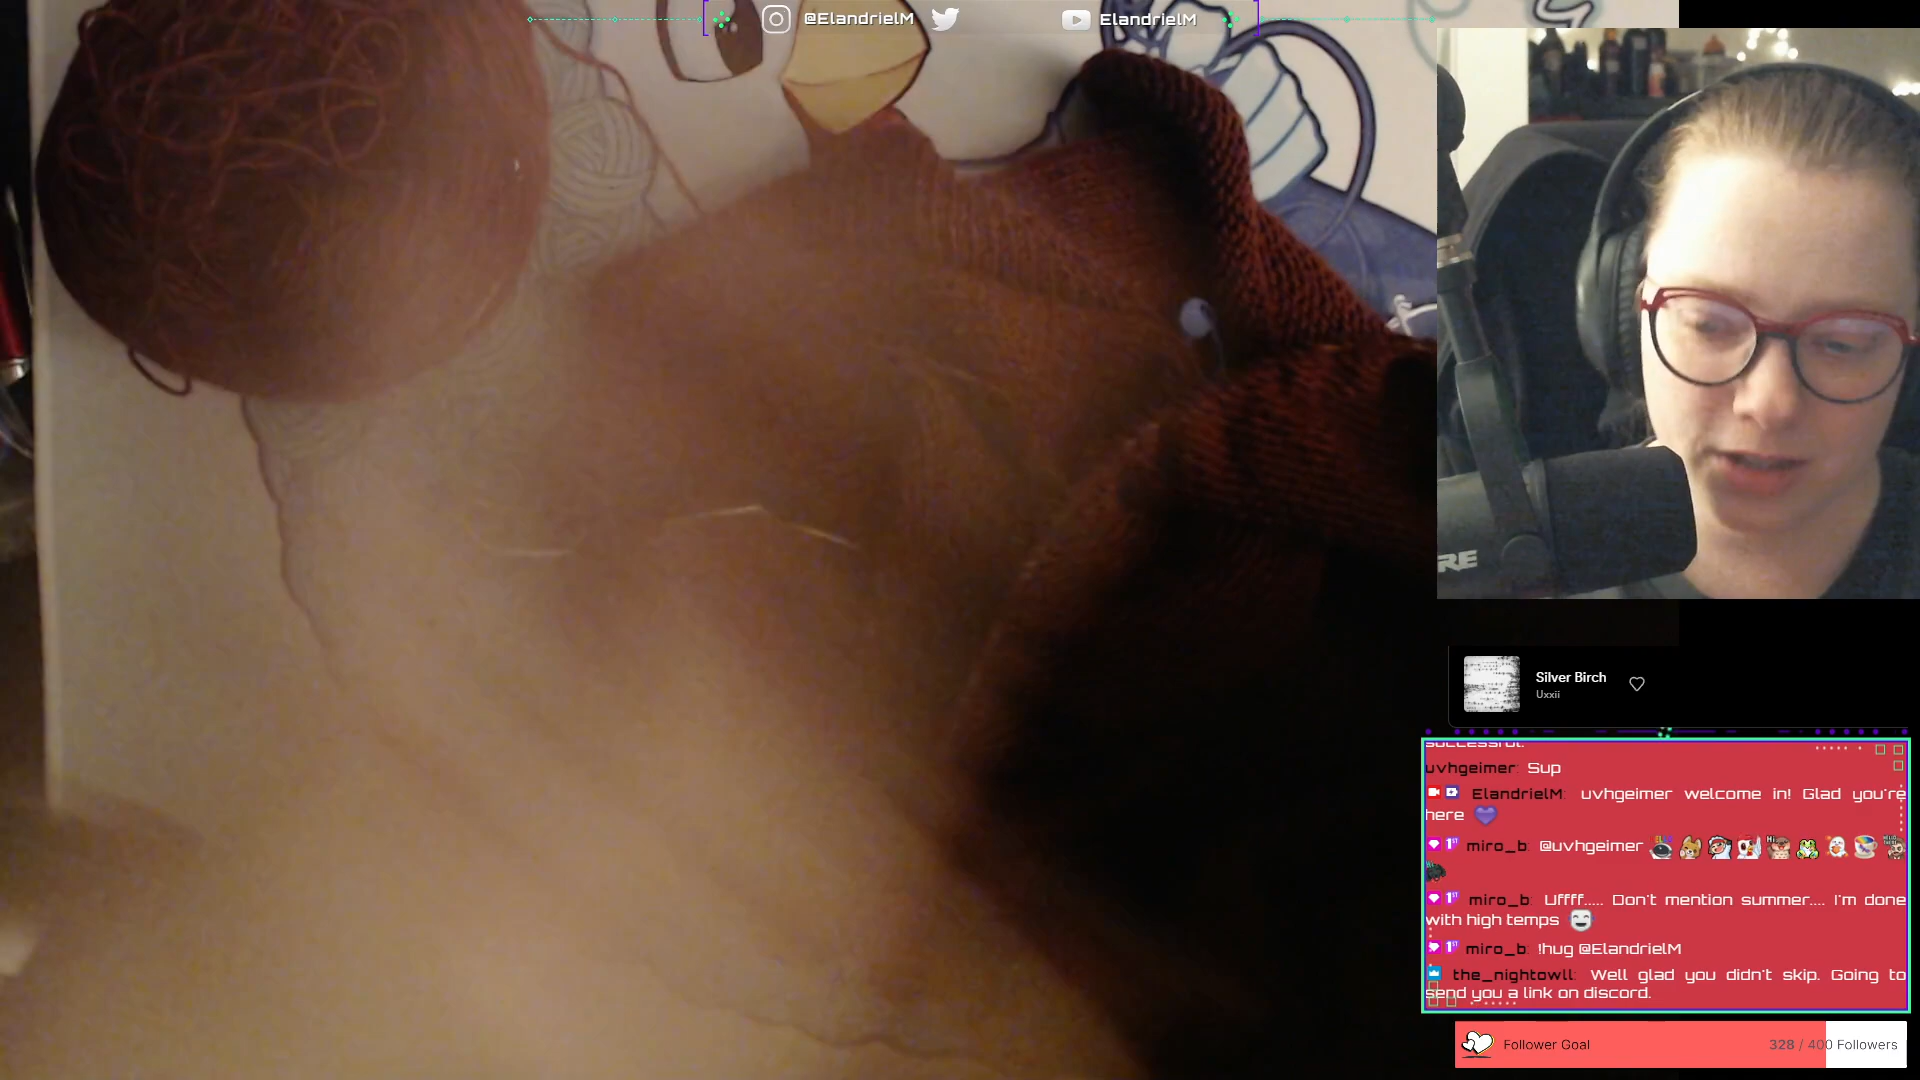 @ElandrielM
ElandrielM
RE
Silver Birch
Uxxii
successful.
uvhgeimer: Sup
ElandrielM: uvhgeimer welcome in! Glad you're
here
miro_b: @uvhgeimer
miro_b: Uffff..... Don't mention summer.... I'm done
with high temps
miro_b: !hug @ElandrielM
the_nightowll: Well glad you didn't skip. Going to
send you a link on discord.
Follower Goal
328 / 400 Followers